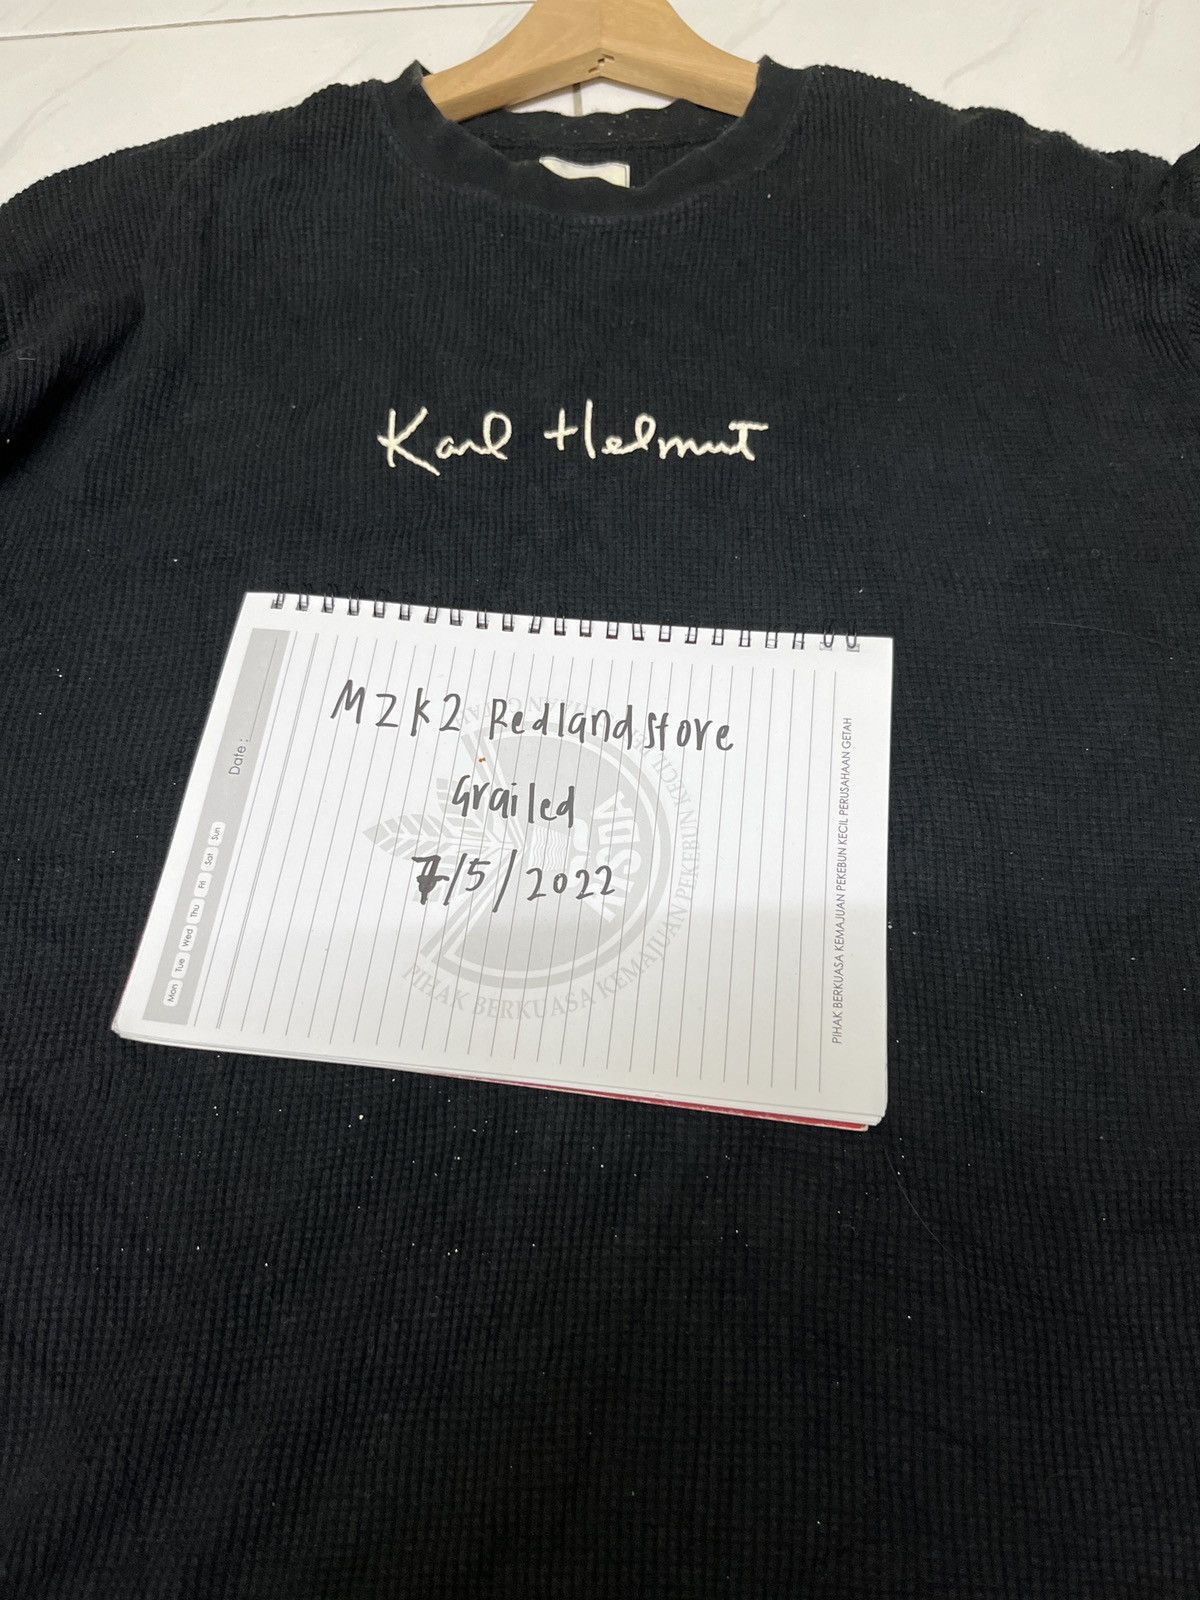 Karl Helmut
MZK2 Redlandstore
Grailed
7/5/2022
Date :
Mon Tue Wed Thu Fri Sat Sun
PIHAK BERKUASA KEMAJUAN PEKEBUN KECIL PERUSAHAAN GETAH
PIHAK BERKUASA KEMAJUAN PEKEBUN KECIL